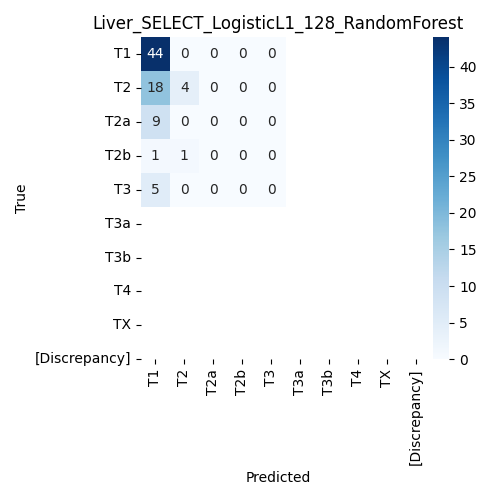 Liver_SELECT_LogisticL1_128_RandomForest
T1 44 0 0 0 0
T2 18 4 0 0 0
T2a 9 0 0 0 0
T2b 1 1 0 0 0
T3 5 0 0 0 0
T3a
T3b
T4
TX
[Discrepancy]
True
T1 T2 T2a T2b T3 T3a T3b T4 TX [Discrepancy]
Predicted
40
35
30
25
20
15
10
5
0